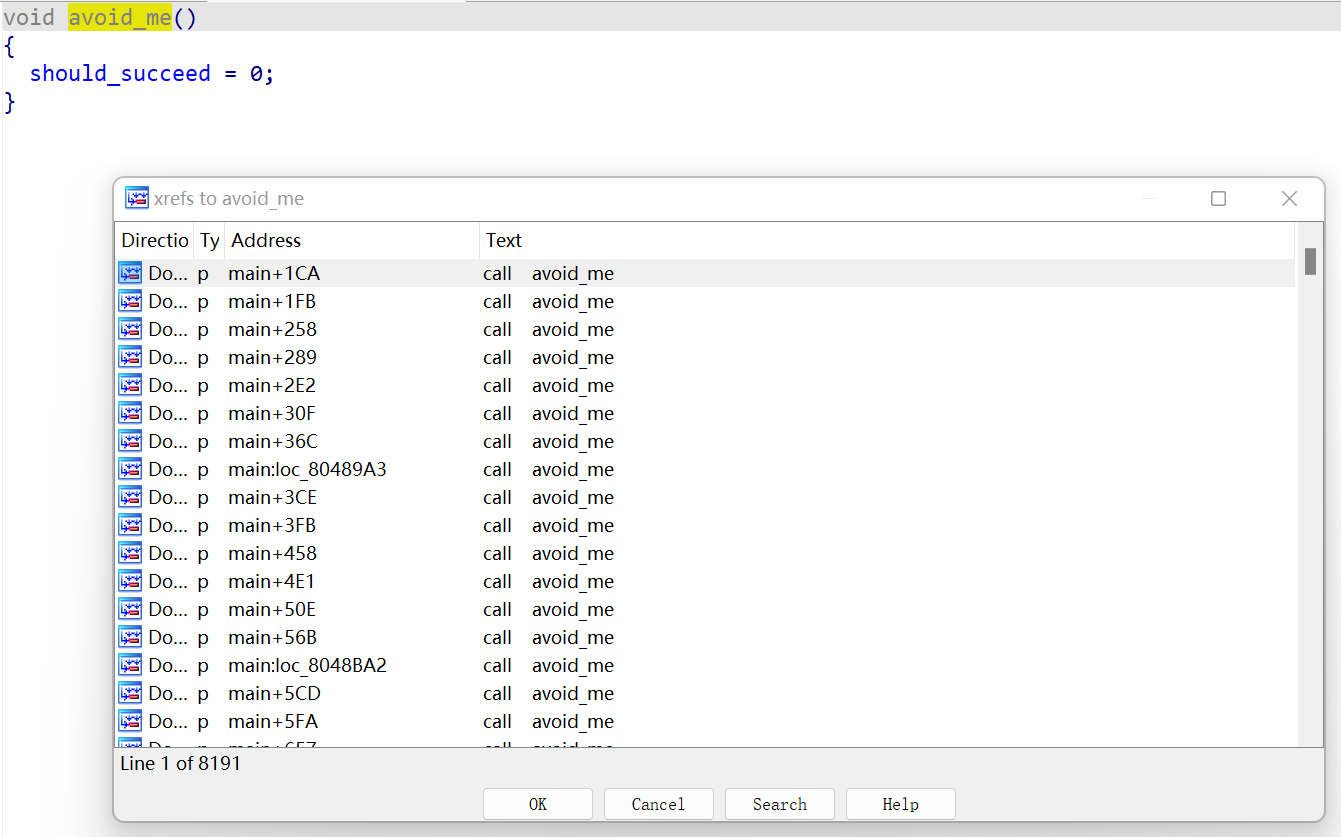 void avoid_me()
{
should_succeed = 0;
}
xrefs to avoid_me
Directio Ty Address Text
Do... p main+1CA call avoid_me
Do... p main+1FB call avoid_me
Do... p main+258 call avoid_me
Do... p main+289 call avoid_me
Do... p main+2E2 call avoid_me
Do... p main+30F call avoid_me
Do... p main+36C call avoid_me
Do... p main:loc_80489A3 call avoid_me
Do... p main+3CE call avoid_me
Do... p main+3FB call avoid_me
Do... p main+458 call avoid_me
Do... p main+4E1 call avoid_me
Do... p main+50E call avoid_me
Do... p main+56B call avoid_me
Do... p main:loc_8048BA2 call avoid_me
Do... p main+5CD call avoid_me
Do... p main+5FA call avoid_me
Line 1 of 8191
OK Cancel Search Help